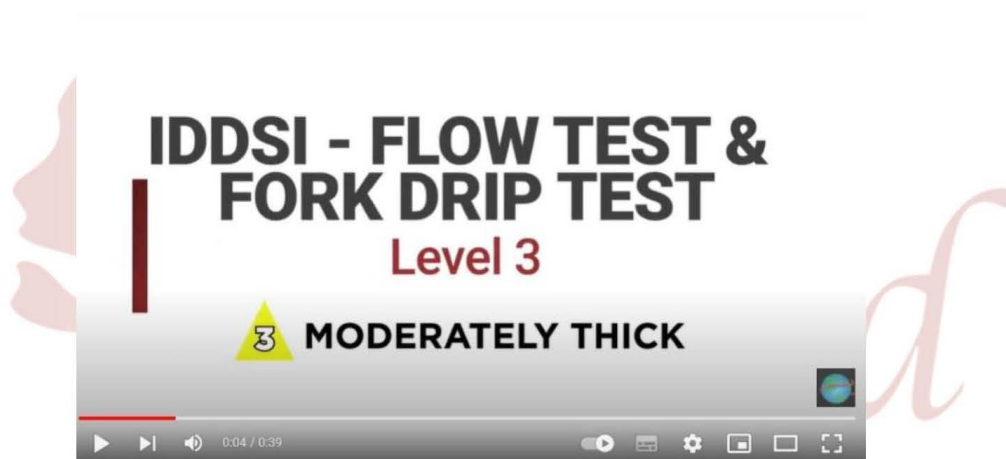 IDDSI - FLOW TEST &
FORK DRIP TEST
Level 3
3 MODERATELY THICK
0:04 / 0:39